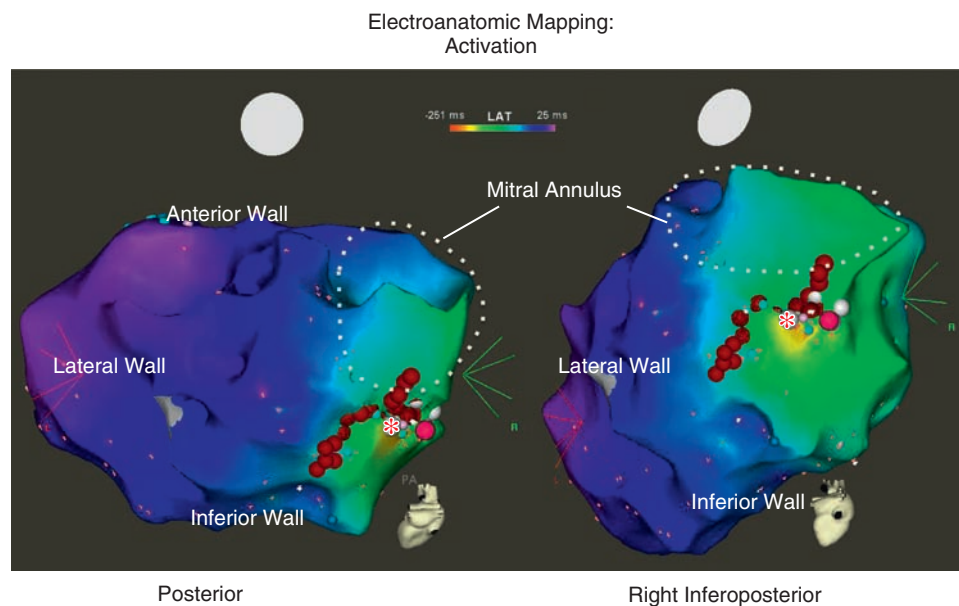 Electroanatomic Mapping:
Activation
-251 ms LAT 25 ms
Mitral Annulus
Anterior Wall
Lateral Wall
Lateral Wall
R
R
PA
Inferior Wall
Inferior Wall
Posterior
Right Inferoposterior